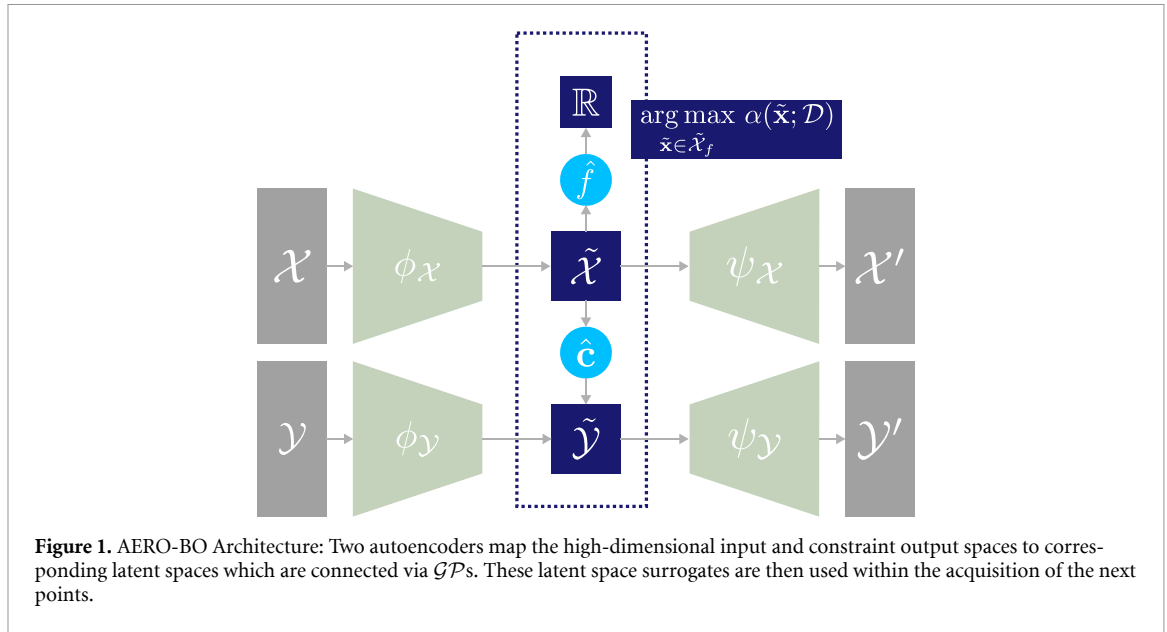 ℝ
arg max α(x̃; 𝒟)
x̃∈𝒳̃_f
f̂
𝒳 ϕ_𝒳 𝒳̃ ψ_𝒳 𝒳′
ĉ
𝒴 ϕ_𝒴 𝒴̃ ψ_𝒴 𝒴′
Figure 1. AERO-BO Architecture: Two autoencoders map the high-dimensional input and constraint output spaces to corres-
ponding latent spaces which are connected via 𝒢𝒫s. These latent space surrogates are then used within the acquisition of the next
points.